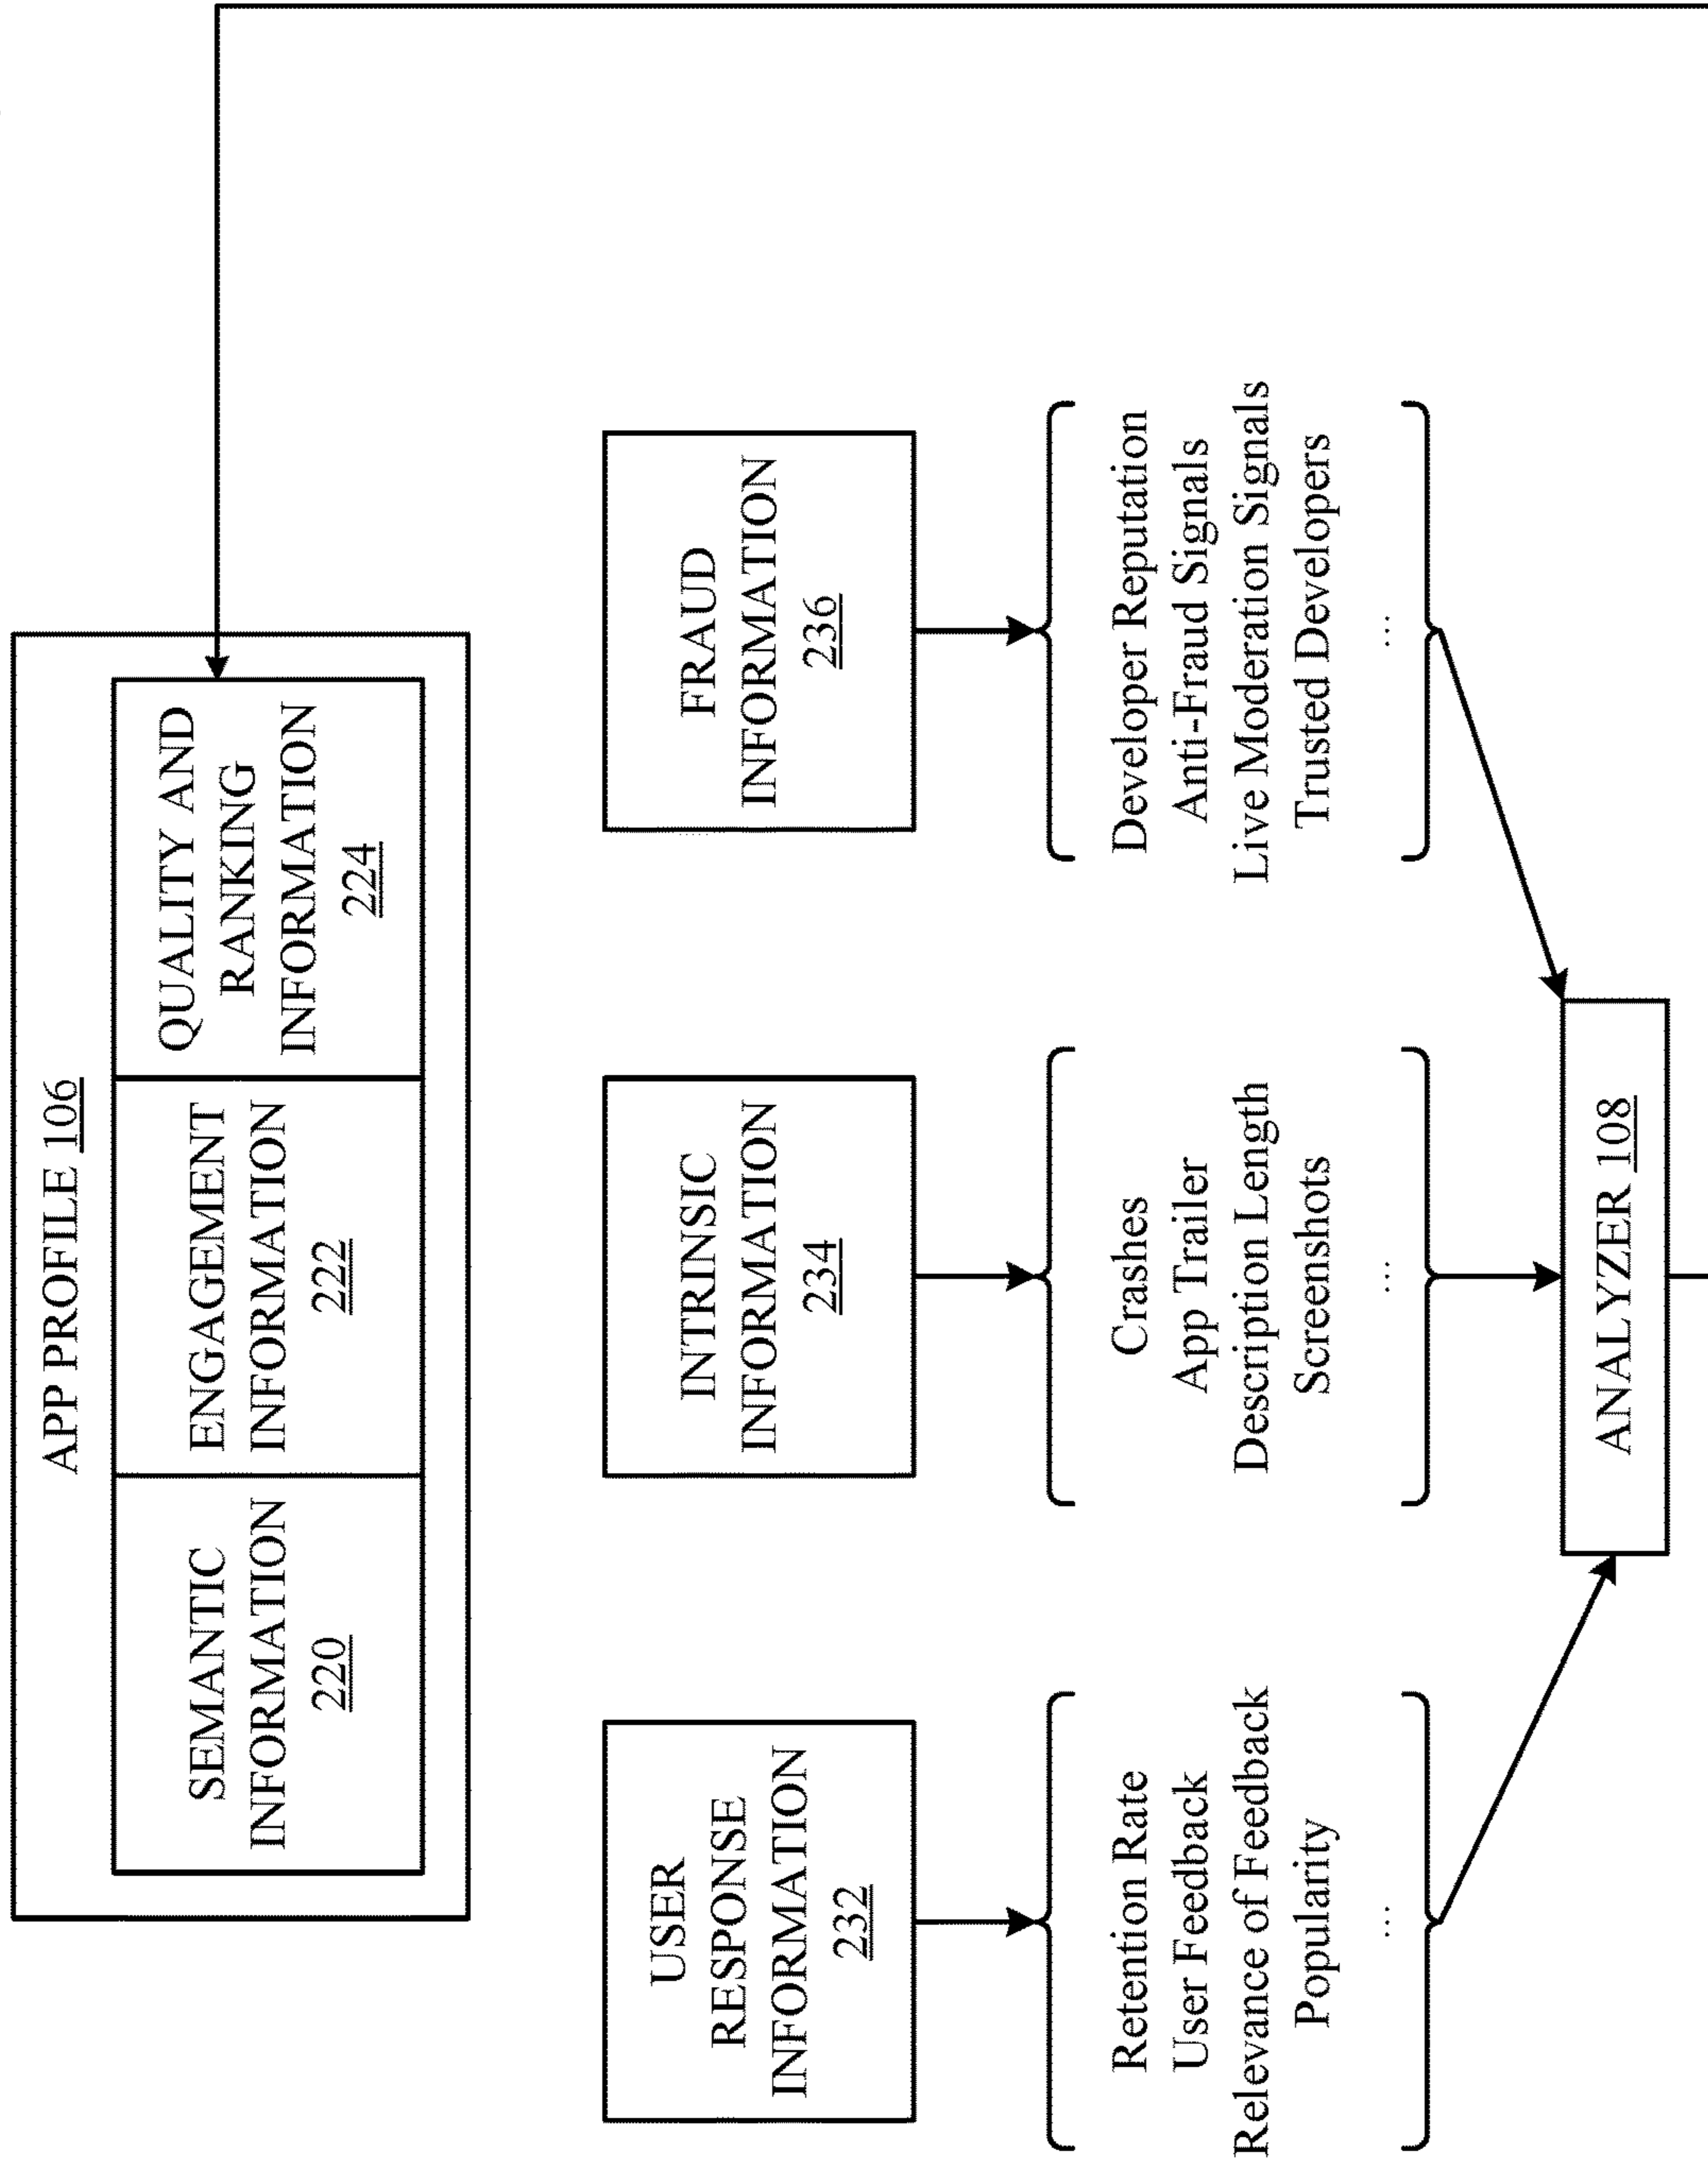 APP PROFILE 106
SEMANTIC
INFORMATION
220
ENGAGEMENT
INFORMATION
222
QUALITY AND
RANKING
INFORMATION
224
USER
RESPONSE
INFORMATION
232
INTRINSIC
INFORMATION
234
FRAUD
INFORMATION
236
Retention Rate
User Feedback
Relevance of Feedback
Popularity
...
Crashes
App Trailer
Description Length
Screenshots
...
Developer Reputation
Anti-Fraud Signals
Live Moderation Signals
Trusted Developers
...
ANALYZER 108